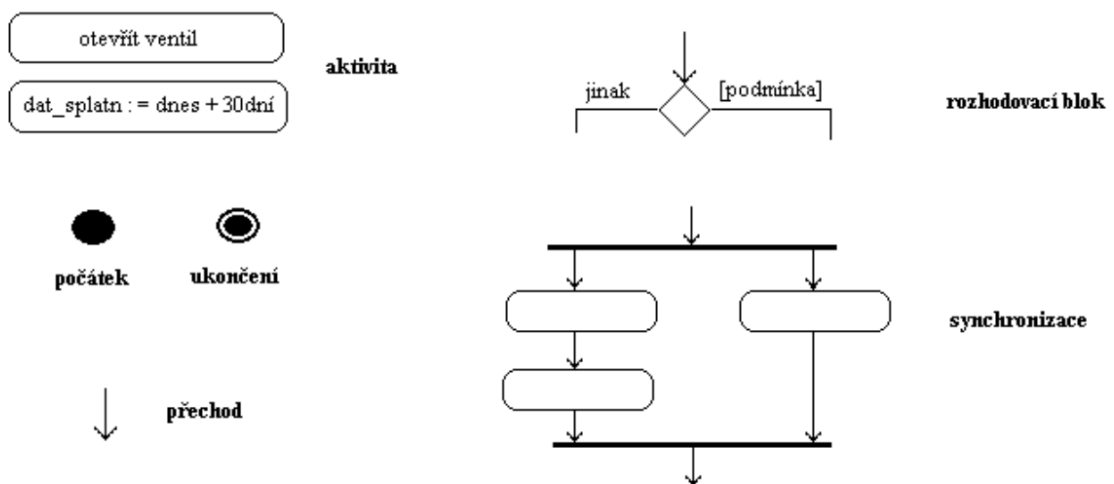 otevřít ventil
aktivita
dat_splatn : = dnes + 30dní
počátek
ukončení
přechod
jinak
[podmínka]
rozhodovací blok
synchronizace